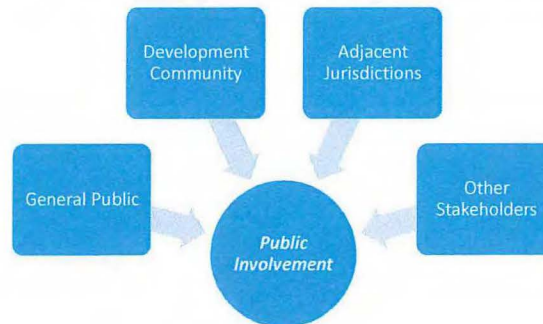 Development
Community
Adjacent
Jurisdictions
General Public
Other
Stakeholders
Public
Involvement